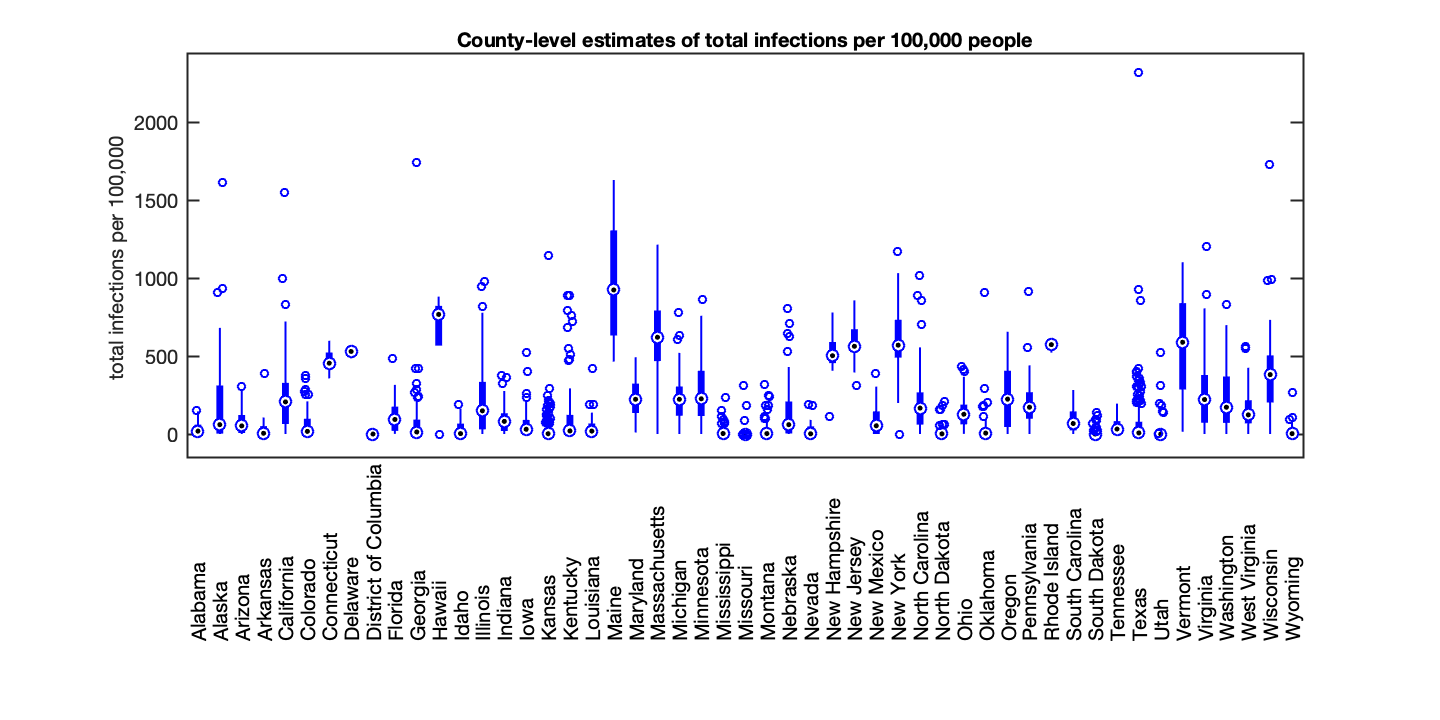 County-level estimates of total infections per 100,000 people
total infections per 100,000
2000
1500
1000
500
0
Alabama
Alaska
Arizona
Arkansas
California
Colorado
Connecticut
Delaware
District of Columbia
Florida
Georgia
Hawaii
Idaho
Illinois
Indiana
Iowa
Kansas
Kentucky
Louisiana
Maine
Maryland
Massachusetts
Michigan
Minnesota
Mississippi
Missouri
Montana
Nebraska
Nevada
New Hampshire
New Jersey
New Mexico
New York
North Carolina
North Dakota
Ohio
Oklahoma
Oregon
Pennsylvania
Rhode Island
South Carolina
South Dakota
Tennessee
Texas
Utah
Vermont
Virginia
Washington
West Virginia
Wisconsin
Wyoming